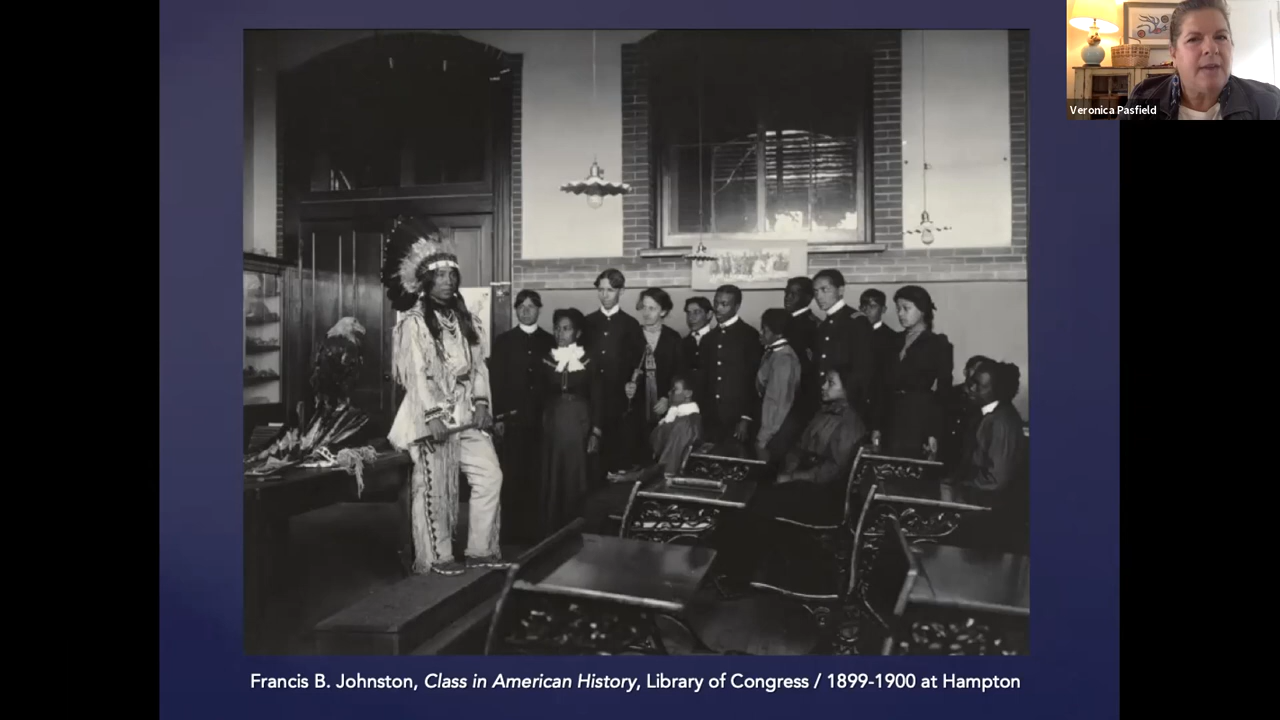 Veronica Pasfield
Francis B. Johnston, Class in American History, Library of Congress / 1899-1900 at Hampton